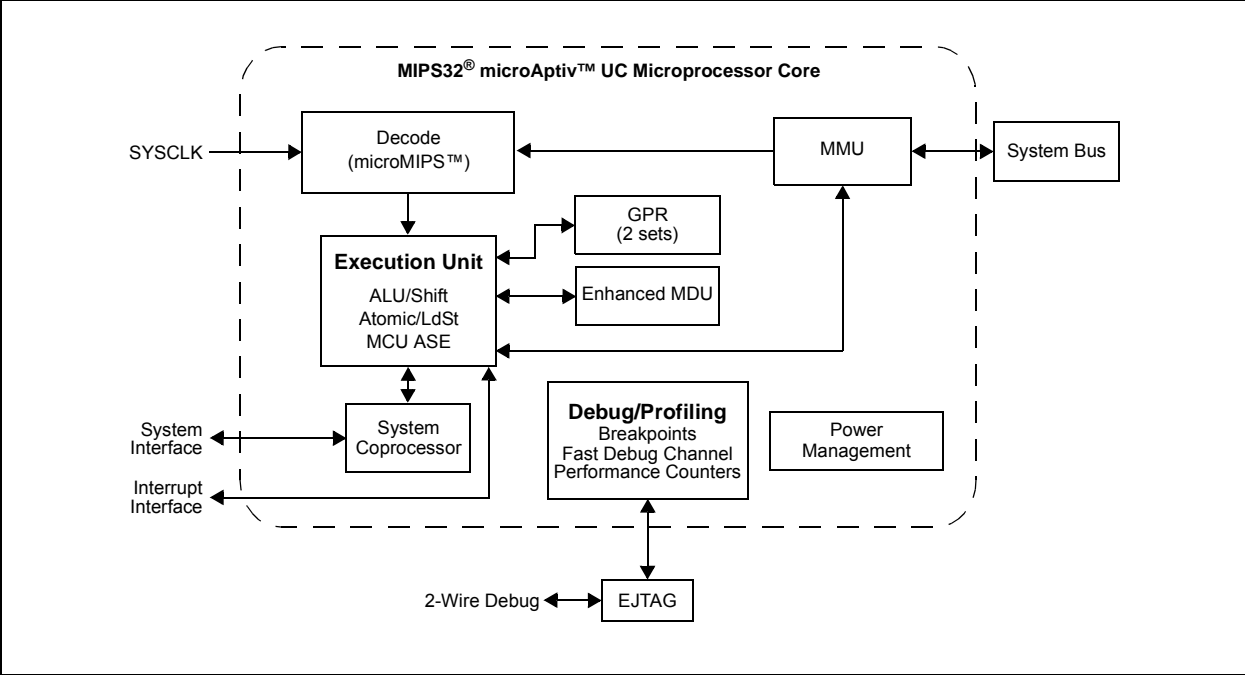 MIPS32® microAptiv™ UC Microprocessor Core
SYSCLK
Decode
(microMIPS™)
MMU
System Bus
GPR
(2 sets)
Execution Unit
ALU/Shift
Atomic/LdSt
MCU ASE
Enhanced MDU
System
Interface
System
Coprocessor
Interrupt
Interface
Debug/Profiling
Breakpoints
Fast Debug Channel
Performance Counters
Power
Management
2-Wire Debug
EJTAG